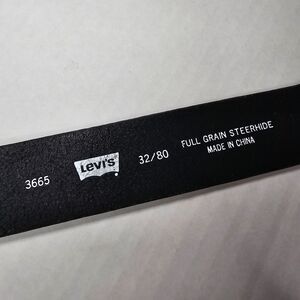 3665
Levi's
32/80
FULL GRAIN STEERHIDE
MADE IN CHINA